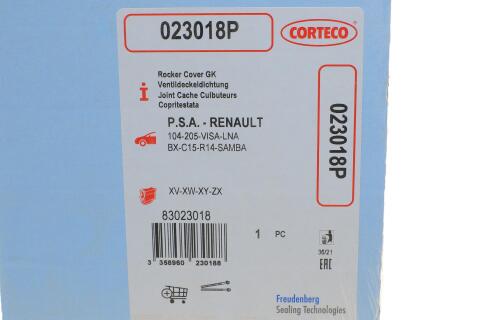 023018P
CORTECO
Rocker Cover GK
Ventildeckeldichtung
Joint Cache Culbuteurs
Copritestata
P.S.A. - RENAULT
104-205-VISA-LNA
BX-C15-R14-SAMBA
023018P
XV-XW-XY-ZX
83023018
1 PC
3 358960 230188
36/21
EAC
Freudenberg
Sealing Technologies